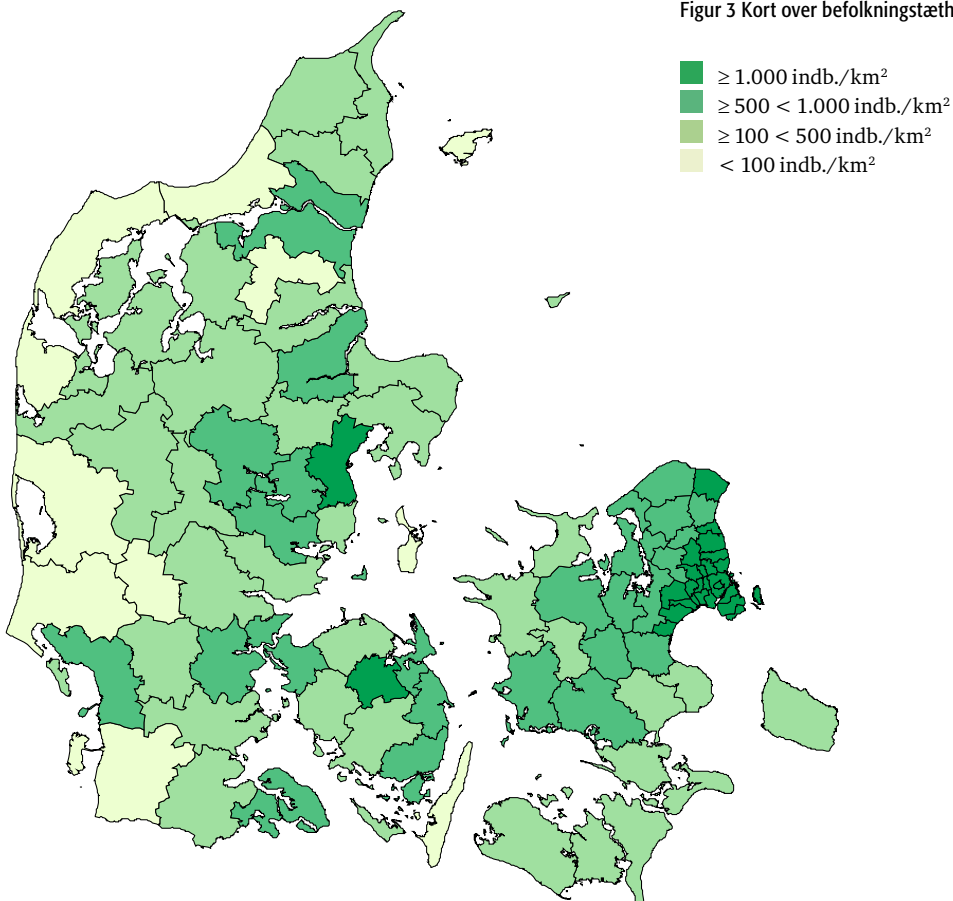 Figur 3 Kort over befolkningstæth
≥ 1.000 indb./km²
≥ 500 < 1.000 indb./km²
≥ 100 < 500 indb./km²
< 100 indb./km²